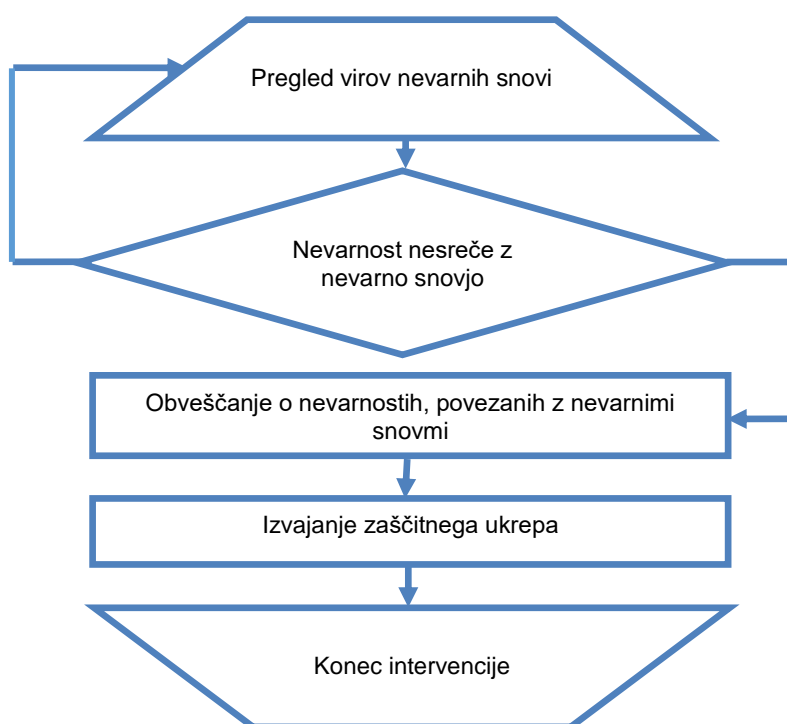 Pregled virov nevarnih snovi
Nevarnost nesreče z
nevarno snovjo
Obveščanje o nevarnostih, povezanih z nevarnimi
snovmi
Izvajanje zaščitnega ukrepa
Konec intervencije